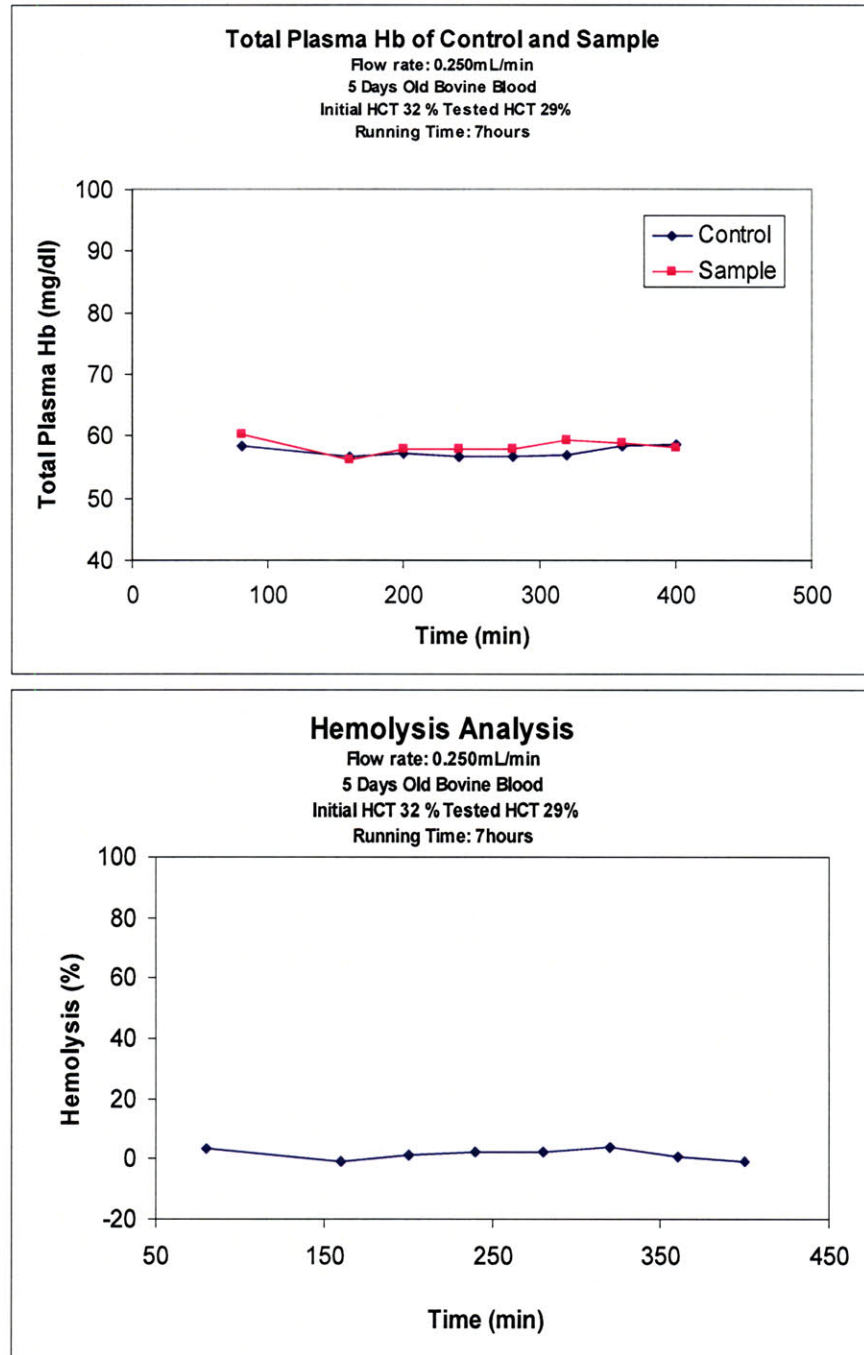 Total Plasma Hb of Control and Sample
Flow rate: 0.250mL/min
5 Days Old Bovine Blood
Initial HCT 32 % Tested HCT 29%
Running Time: 7hours
Total Plasma Hb (mg/dl)
100
90
80
70
60
50
40
Control
Sample
0 100 200 300 400 500
Time (min)
Hemolysis Analysis
Flow rate: 0.250mL/min
5 Days Old Bovine Blood
Initial HCT 32 % Tested HCT 29%
Running Time: 7hours
Hemolysis (%)
100
80
60
40
20
0
-20
50 150 250 350 450
Time (min)